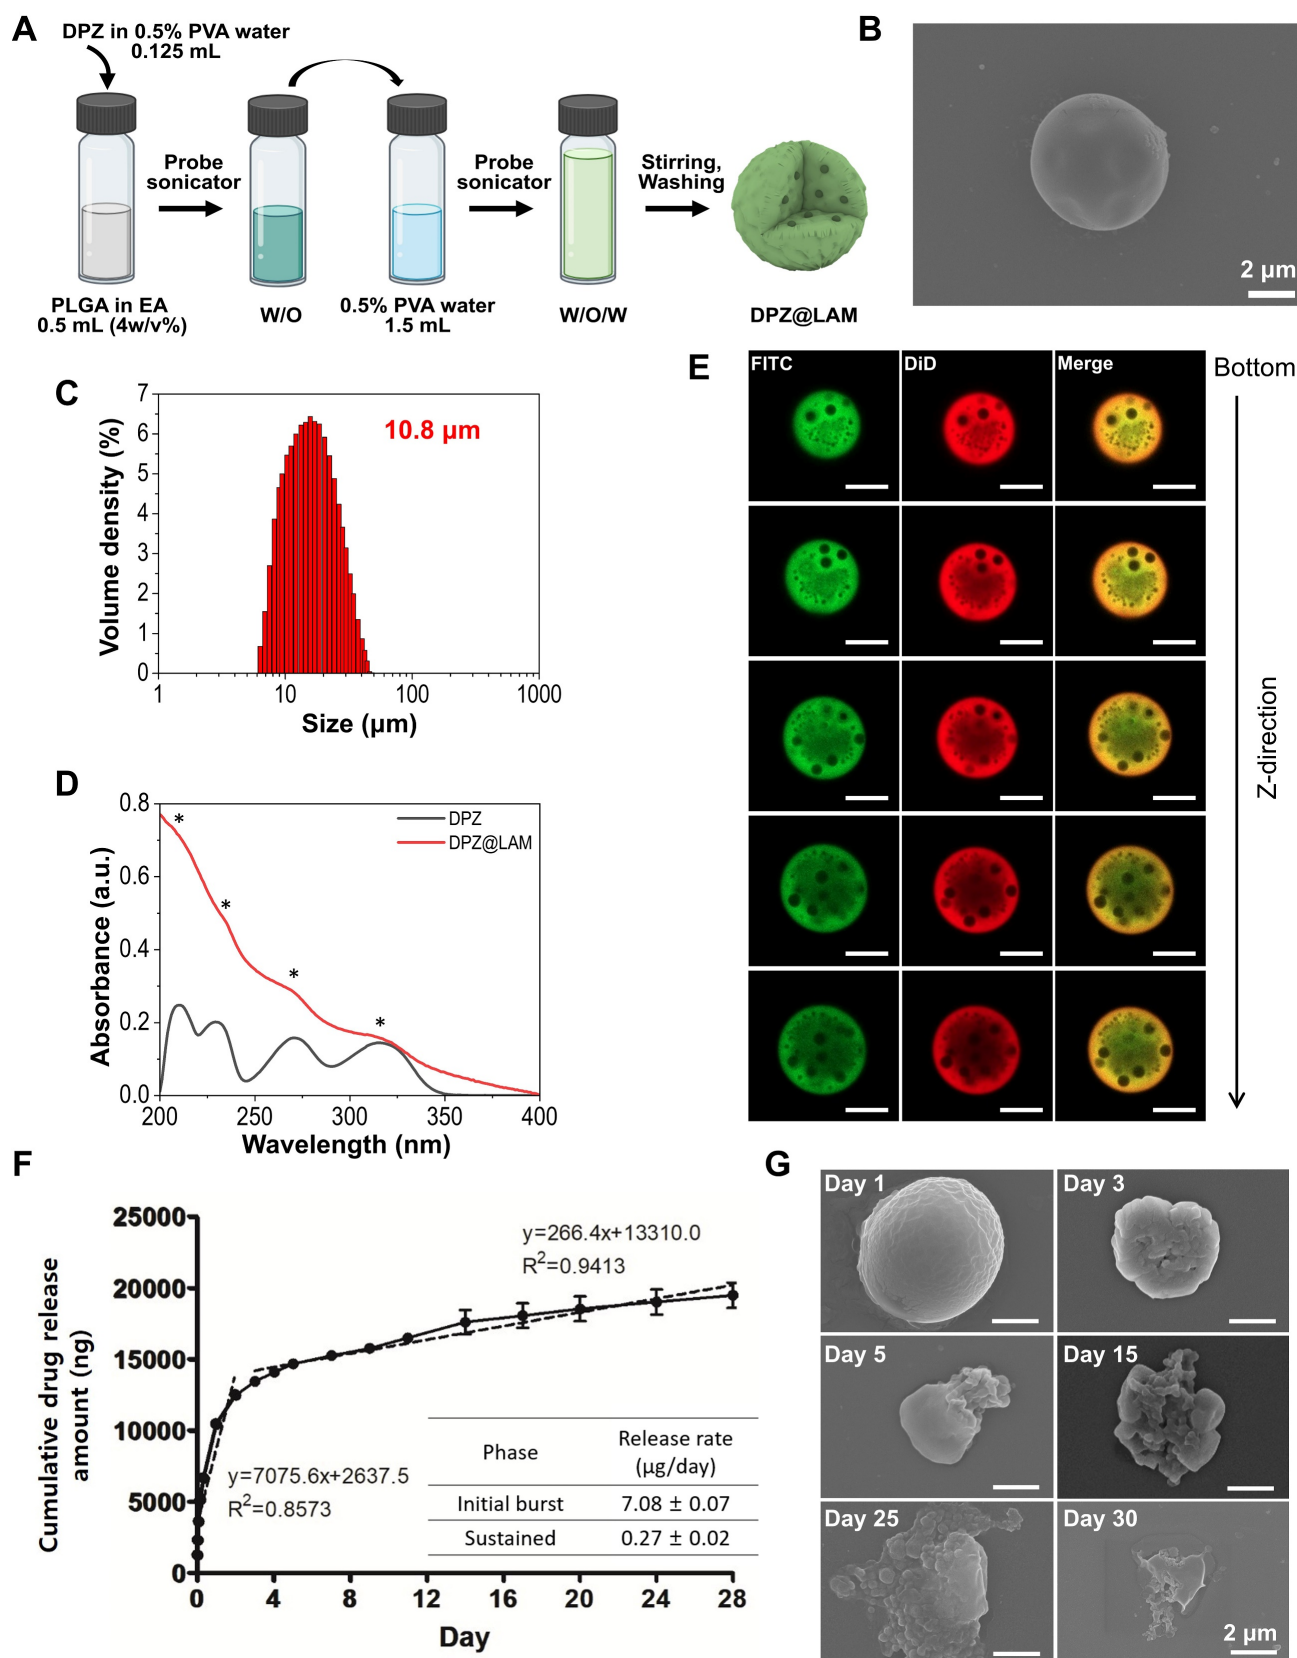 A
DPZ in 0.5% PVA water
0.125 mL
Probe
sonicator
Probe
sonicator
Stirring,
Washing
PLGA in EA
0.5 mL (4w/v%)
W/O
0.5% PVA water
1.5 mL
W/O/W
DPZ@LAM
B
2 μm
C
Volume density (%)
7
6
5
4
3
2
1
0
10.8 μm
1
10
100
1000
Size (μm)
D
Absorbance (a.u.)
0.8
0.6
0.4
0.2
0.0
DPZ
DPZ@LAM
*
*
*
*
200
250
300
350
400
Wavelength (nm)
E
FITC
DiD
Merge
Bottom
Z-direction
F
Cumulative drug release
amount (ng)
25000
20000
15000
10000
5000
0
y=266.4x+13310.0
R²=0.9413
y=7075.6x+2637.5
R²=0.8573
Phase
Release rate
(μg/day)
Initial burst
7.08 ± 0.07
Sustained
0.27 ± 0.02
0
4
8
12
16
20
24
28
Day
G
Day 1
Day 3
Day 5
Day 15
Day 25
Day 30
2 μm